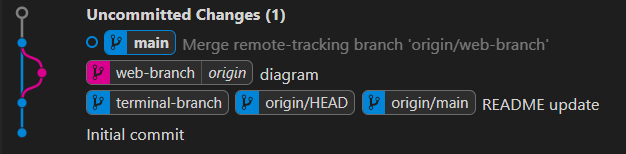 Uncommitted Changes (1)
main Merge remote-tracking branch 'origin/web-branch'
web-branch origin diagram
terminal-branch origin/HEAD origin/main README update
Initial commit